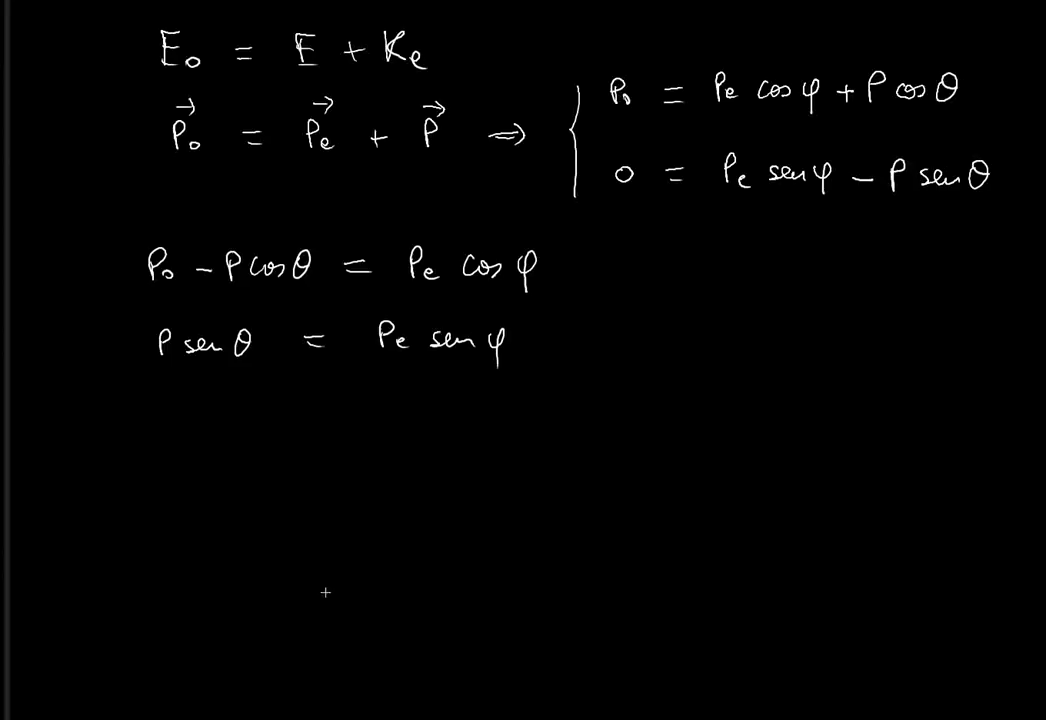 E₀ = E + Kₑ
P⃗₀ = P⃗ₑ + P⃗ ⇒
P₀ = Pₑ cos φ + P cos θ
0 = Pₑ sen φ − P sen θ
P₀ − P cos θ = Pₑ cos φ
P sen θ = Pₑ sen φ